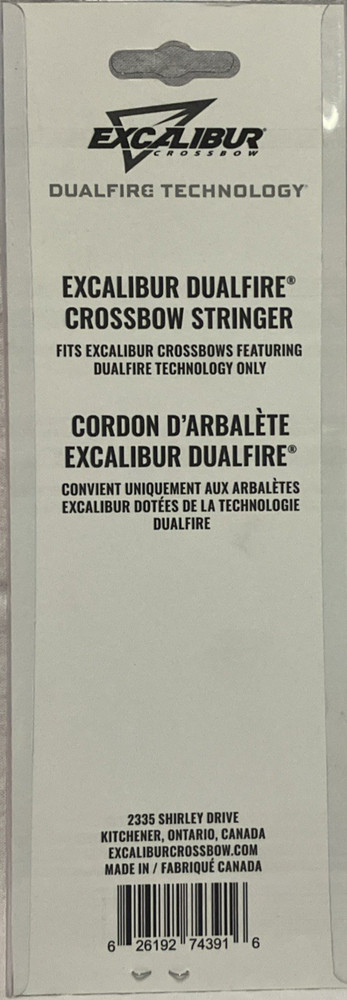 EXCALIBUR
CROSSBOW
DUALFIRE TECHNOLOGY
EXCALIBUR DUALFIRE®
CROSSBOW STRINGER
FITS EXCALIBUR CROSSBOWS FEATURING
DUALFIRE TECHNOLOGY ONLY
CORDON D'ARBALÈTE
EXCALIBUR DUALFIRE®
CONVIENT UNIQUEMENT AUX ARBALÈTES
EXCALIBUR DOTÉES DE LA TECHNOLOGIE
DUALFIRE
2335 SHIRLEY DRIVE
KITCHENER, ONTARIO, CANADA
EXCALIBURCROSSBOW.COM
MADE IN / FABRIQUÉ CANADA
6 26192 74391 6